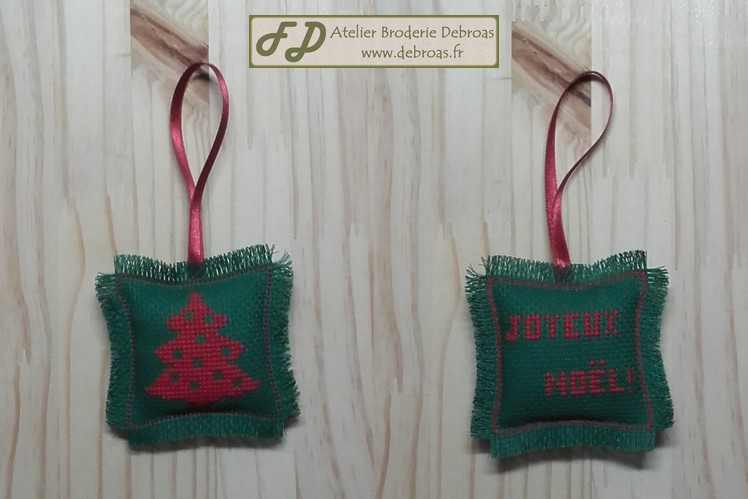 FD Atelier Broderie Debroas
www.debroas.fr
JOYEUX
NOËL!